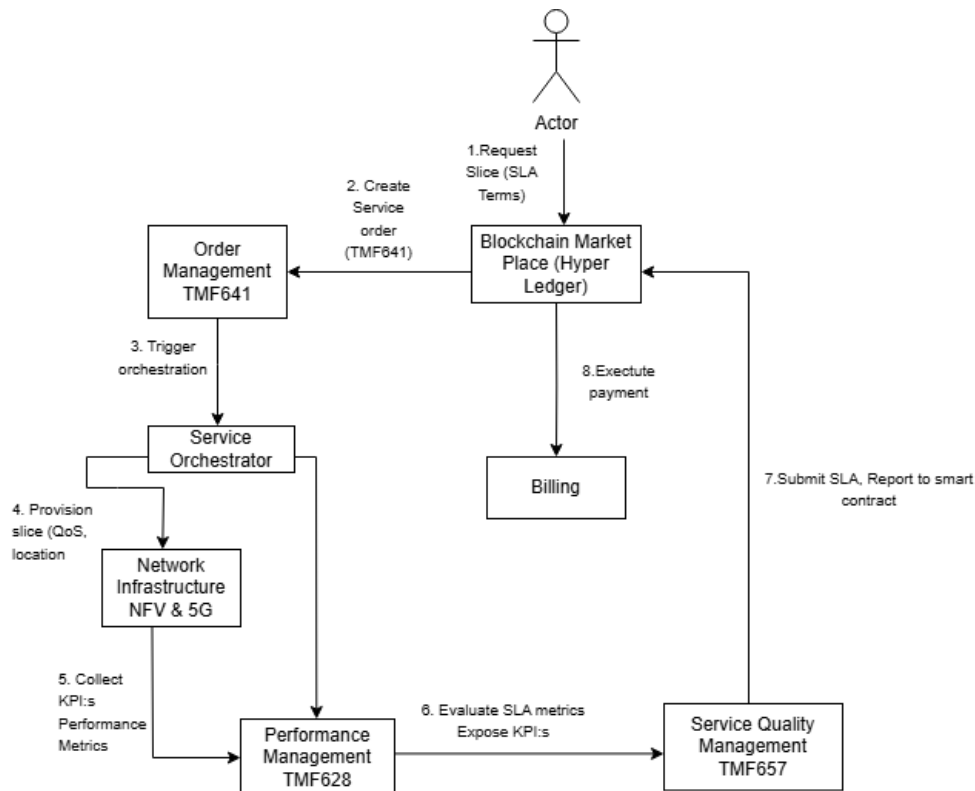 Actor
1.Request
Slice (SLA
Terms)
2. Create
Service
order
(TMF641)
Order
Management
TMF641
Blockchain Market
Place (Hyper
Ledger)
3. Trigger
orchestration
8.Exectute
payment
Service
Orchestrator
Billing
7.Submit SLA, Report to smart
contract
4. Provision
slice (QoS,
location
Network
Infrastructure
NFV & 5G
5. Collect
KPI:s
Performance
Metrics
6. Evaluate SLA metrics
Expose KPI:s
Performance
Management
TMF628
Service Quality
Management
TMF657